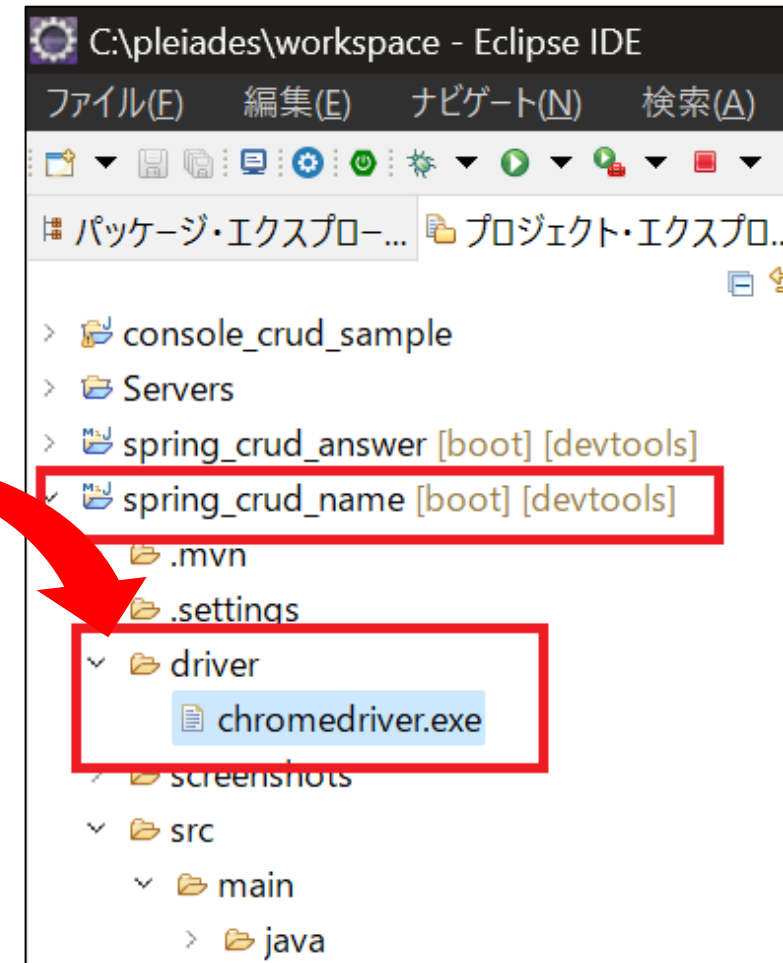 C:\pleiades\workspace - Eclipse IDE
ファイル(F) 編集(E) ナビゲート(N) 検索(A)
パッケージ・エクスプロー... プロジェクト・エクスプロ...
console_crud_sample
Servers
spring_crud_answer [boot] [devtools]
spring_crud_name [boot] [devtools]
.mvn
.settings
driver
chromedriver.exe
screenshots
src
main
java